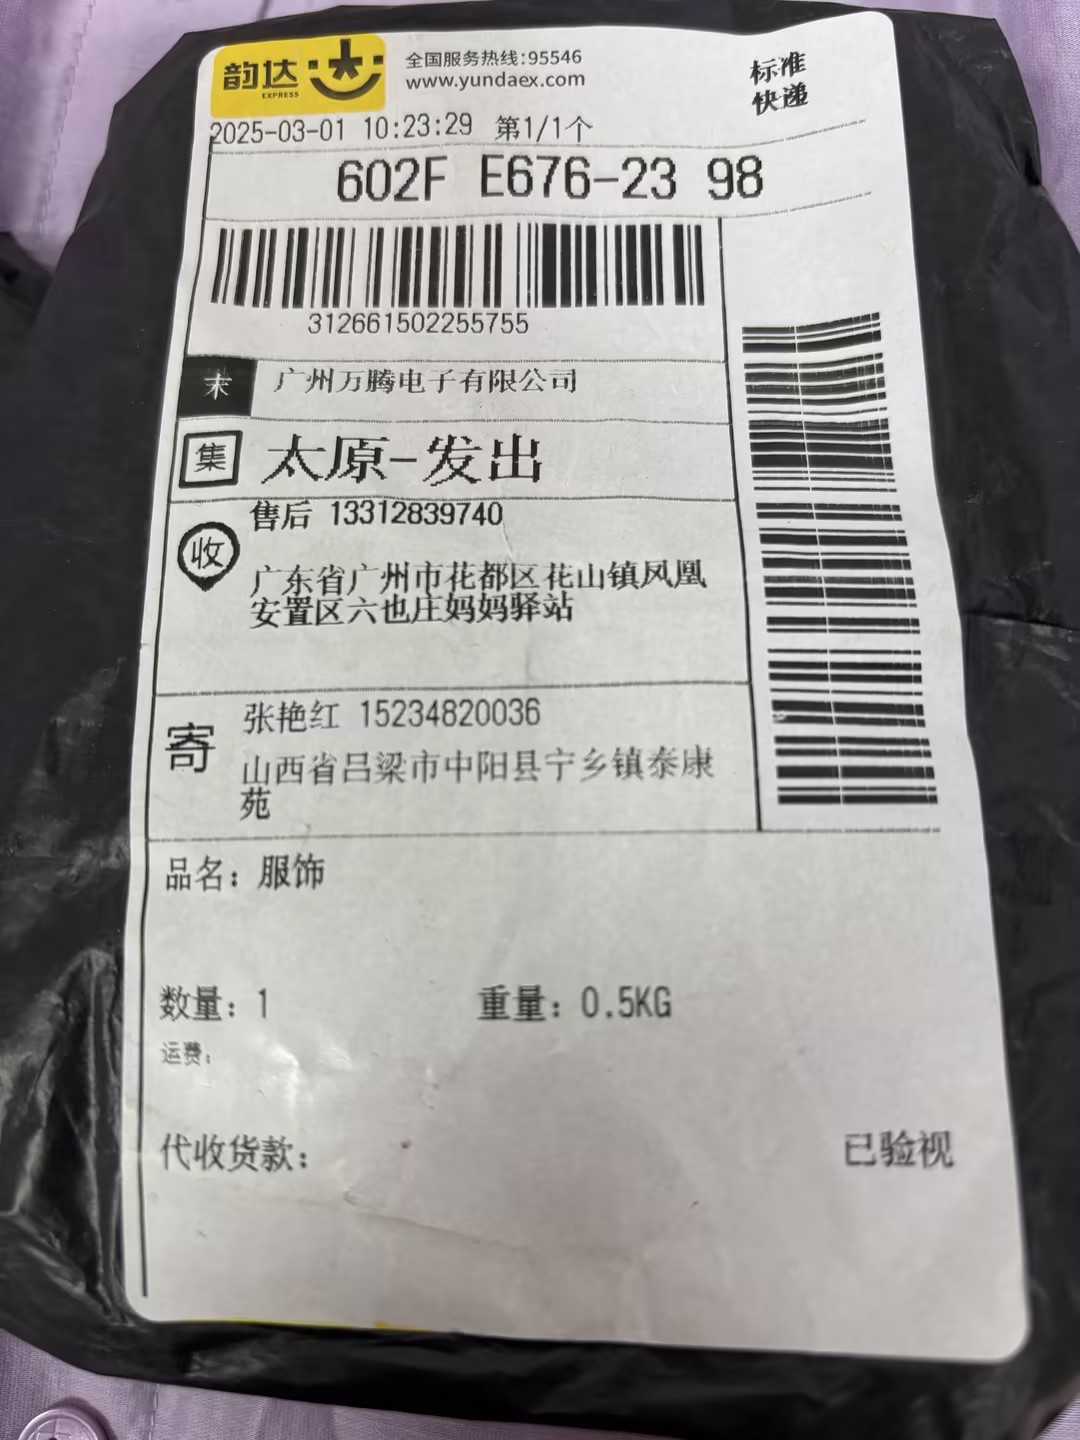 韵达
EXPRESS
全国服务热线:95546
www.yundaex.com
标准
快递
2025-03-01 10:23:29 第1/1个
602F E676-23 98
312661502255755
末 广州万腾电子有限公司
集 太原-发出
收 售后 13312839740
广东省广州市花都区花山镇凤凰
安置区六也庄妈妈驿站
寄 张艳红 15234820036
山西省吕梁市中阳县宁乡镇泰康
苑
品名：服饰
数量：1 重量：0.5KG
运费：
代收货款： 已验视